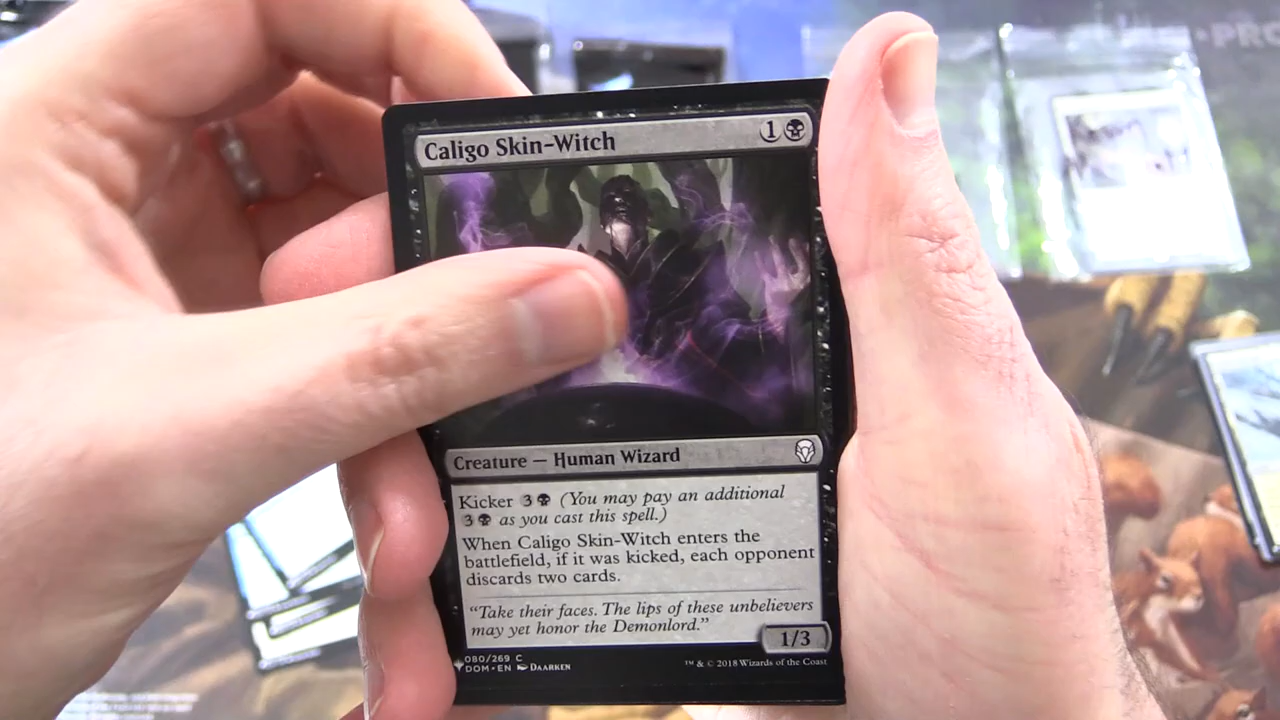 PRO
Caligo Skin-Witch 1
Creature — Human Wizard
Kicker 3 (You may pay an additional
3 as you cast this spell.)
When Caligo Skin-Witch enters the
battlefield, if it was kicked, each opponent
discards two cards.
“Take their faces. The lips of these unbelievers
may yet honor the Demonlord.”
1/3
080/269 C
DOM • EN DAARKEN
™ & © 2018 Wizards of the Coast